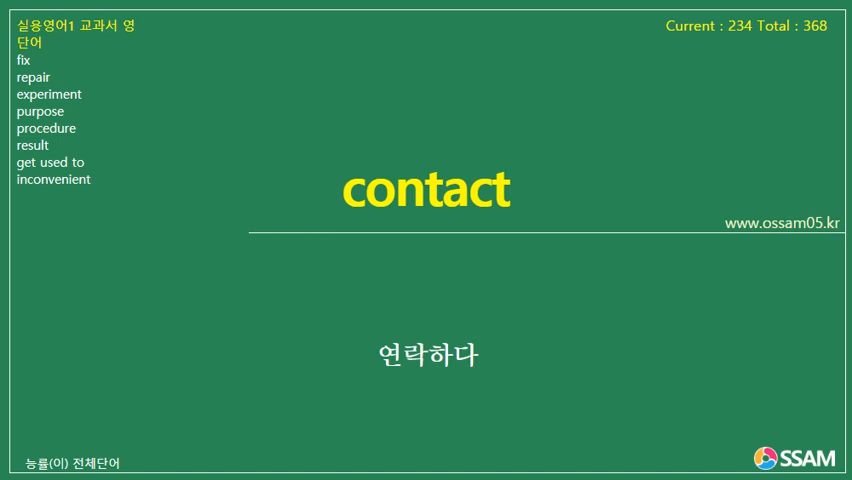 실용영어1 교과서 영
단어
fix
repair
experiment
purpose
procedure
result
get used to
inconvenient
Current : 234 Total : 368
contact
www.ossam05.kr
연락하다
능률(이) 전체단어
OSSAM